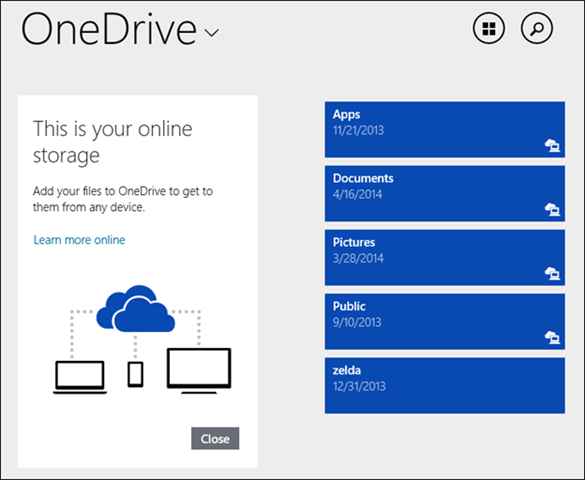 OneDrive
This is your online
storage
Add your files to OneDrive to get to
them from any device.
Learn more online
Close
Apps
11/21/2013
Documents
4/16/2014
Pictures
3/28/2014
Public
9/10/2013
zelda
12/31/2013